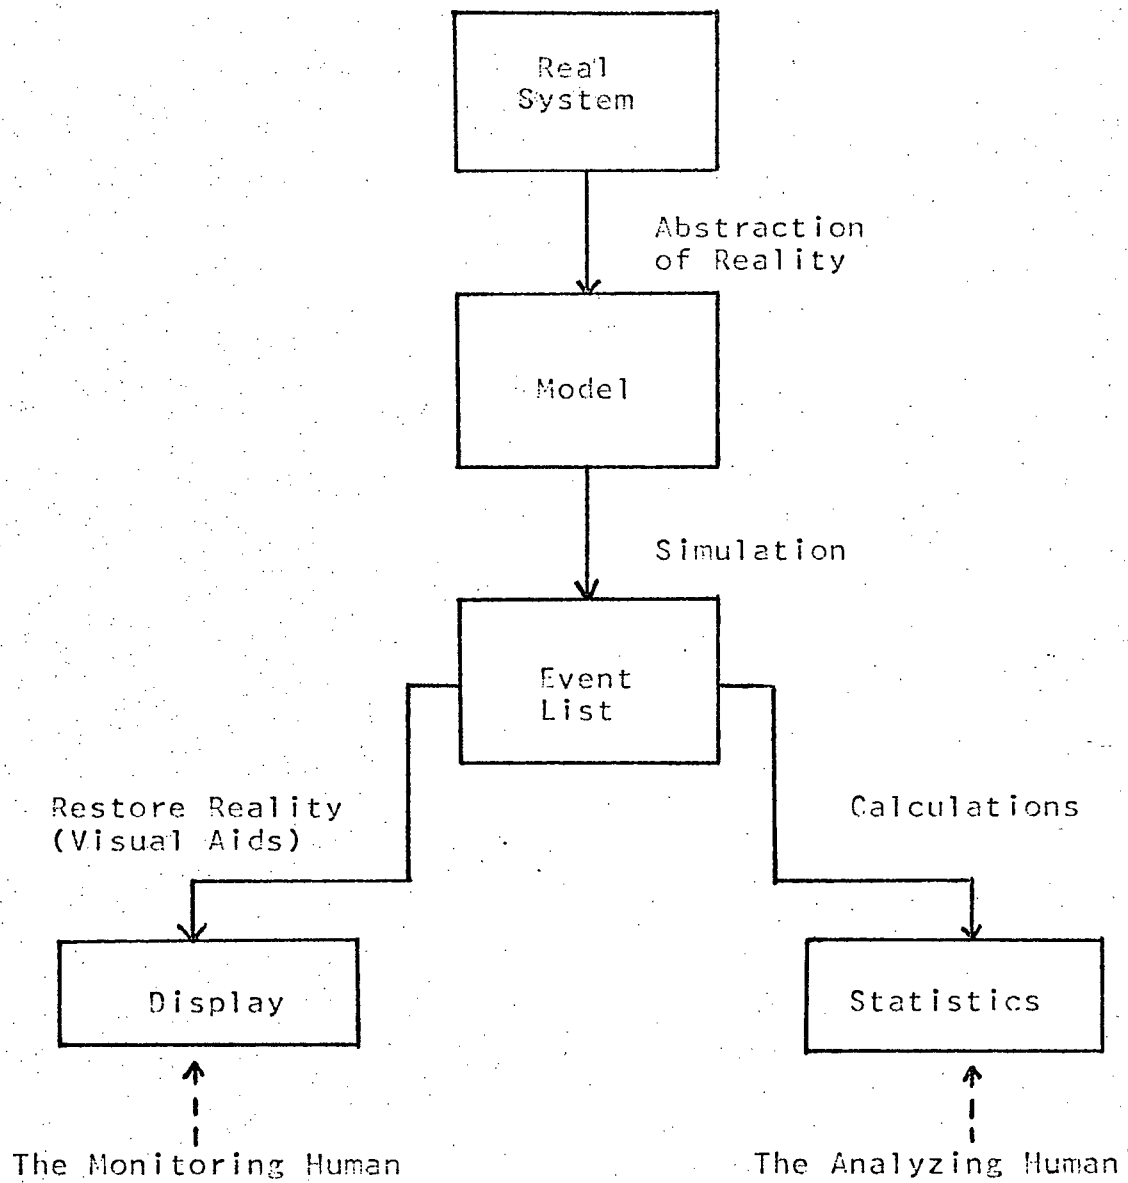 Real
System
Abstraction
of Reality
Model
Simulation
Event
List
Restore Reality
(Visual Aids)
Calculations
Display
Statistics
The Monitoring Human
The Analyzing Human